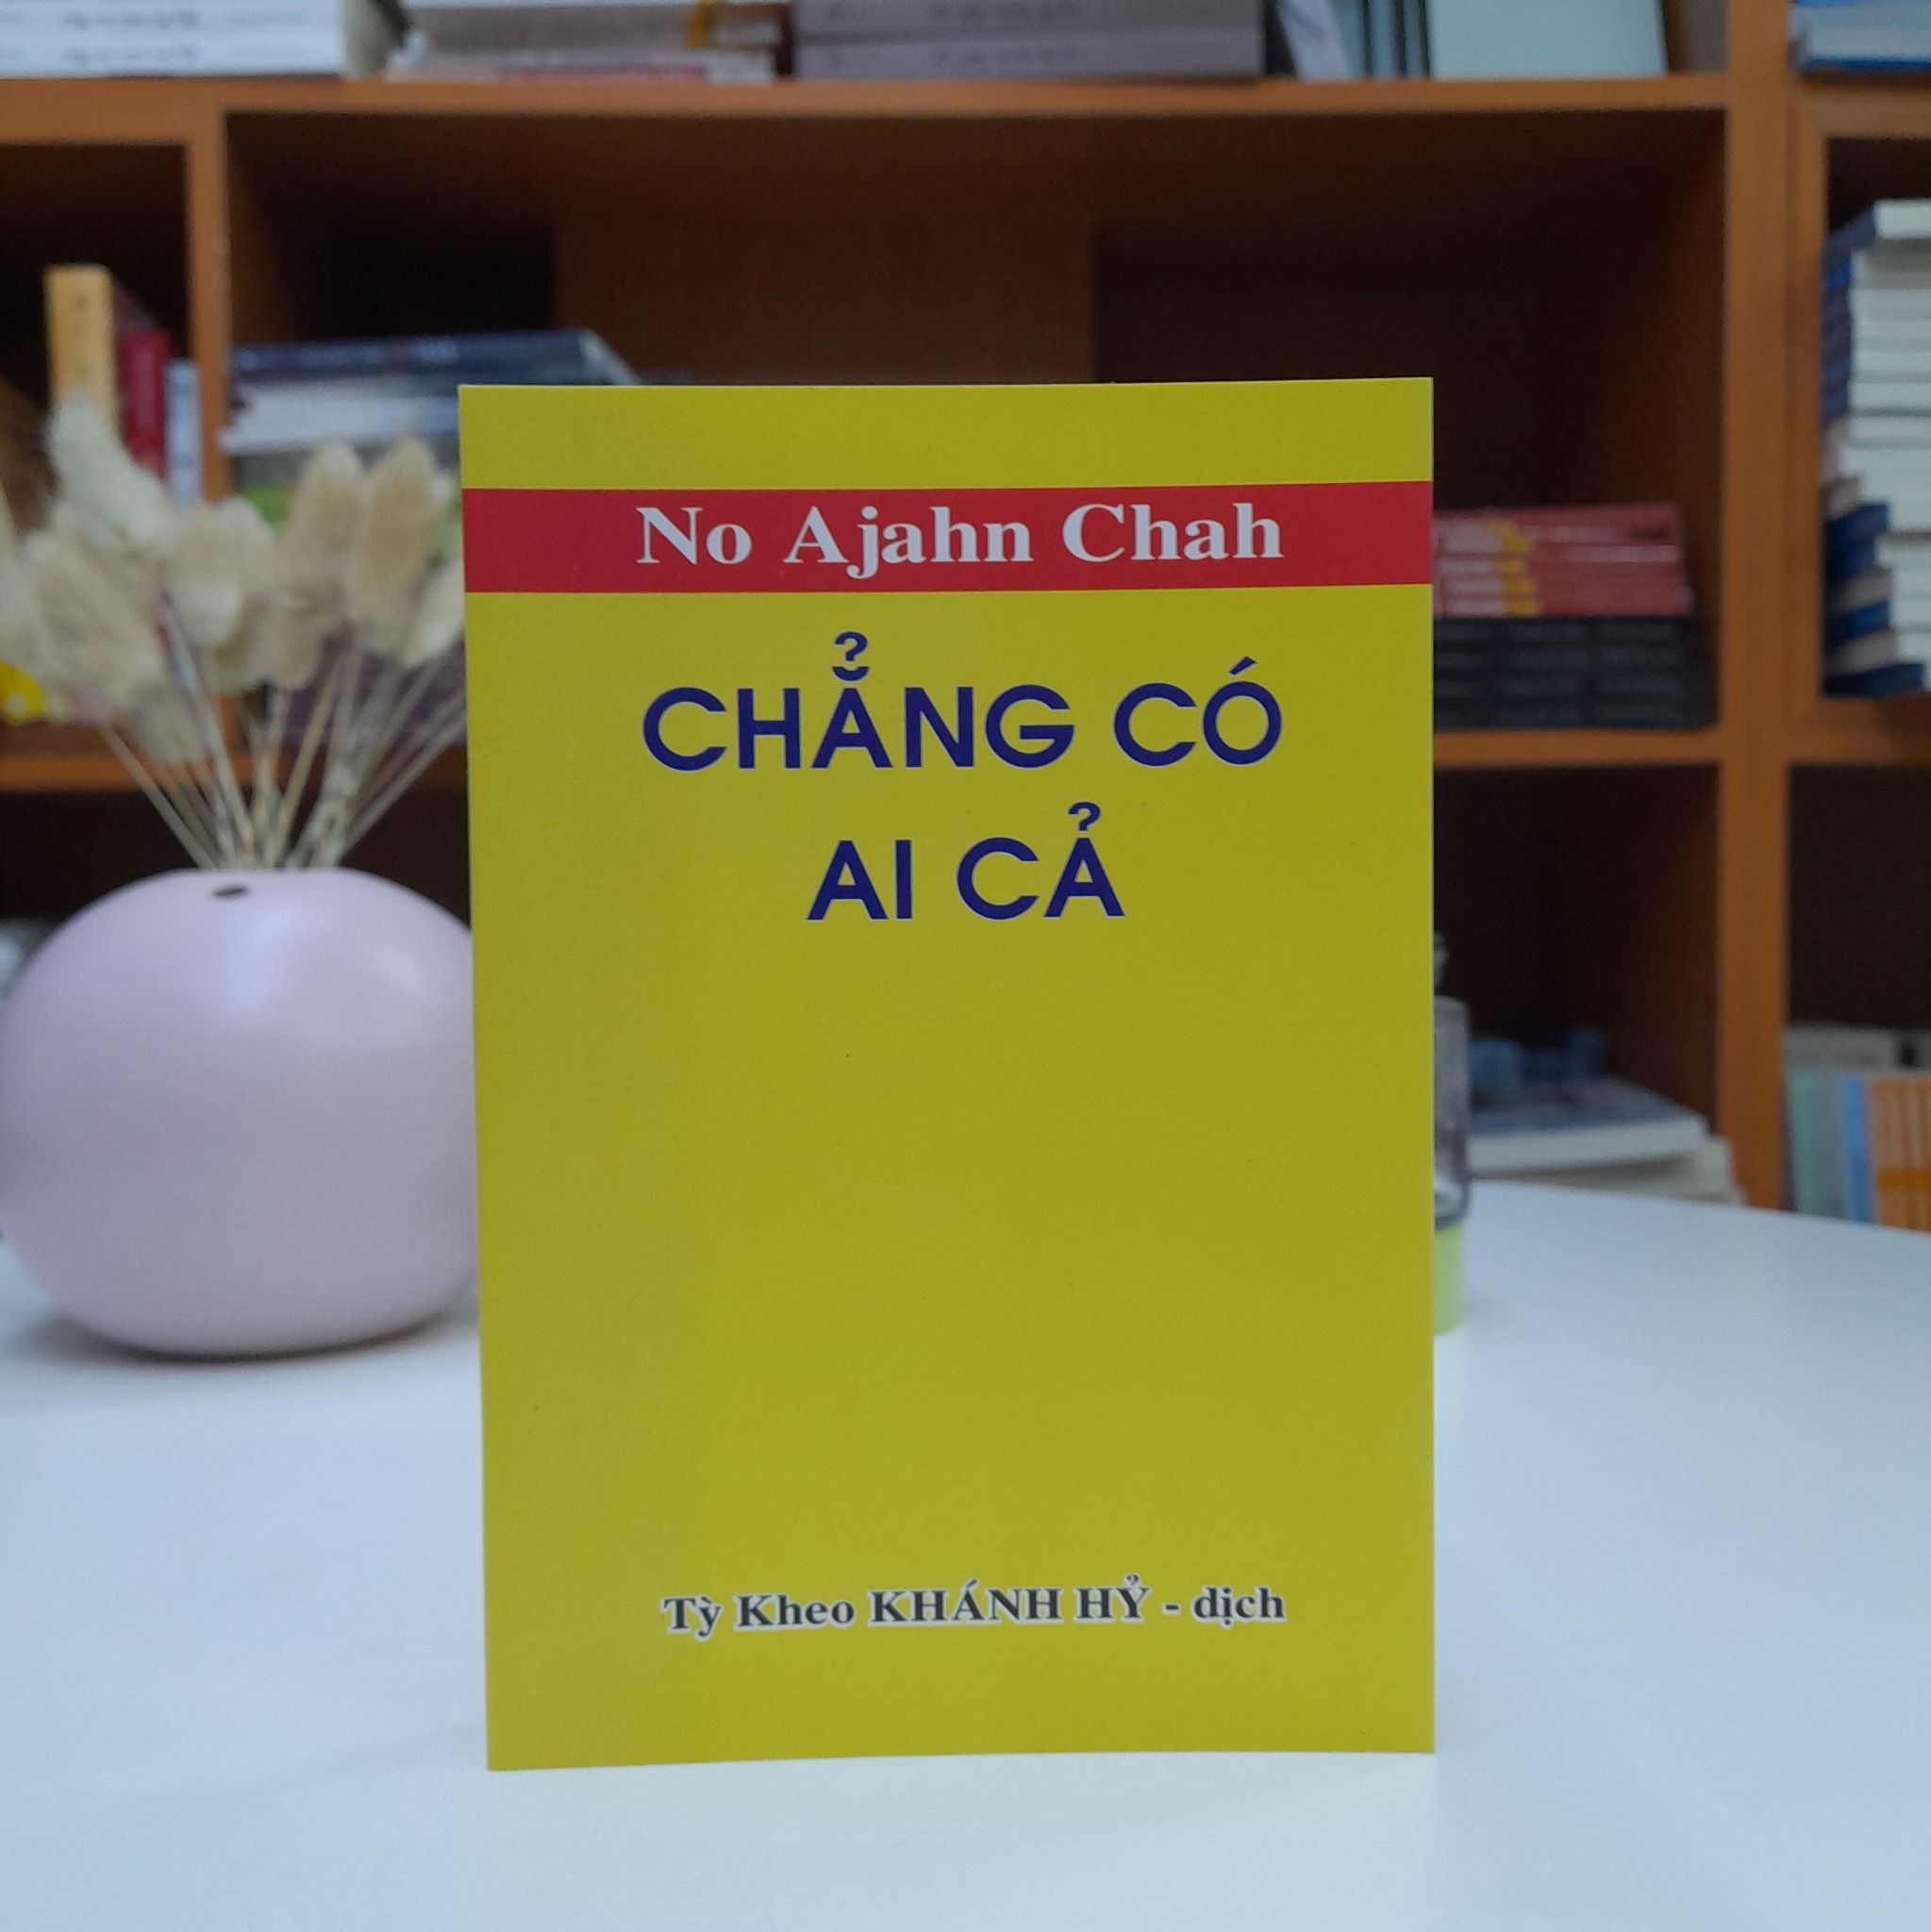 No Ajahn Chah
CHẲNG CÓ
AI CẢ
Tỳ Kheo KHÁNH HỶ - dịch